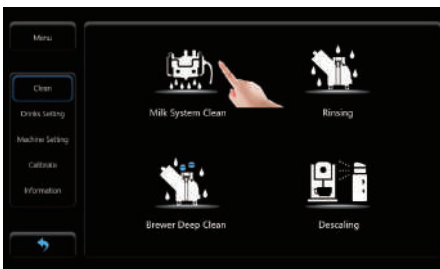 Menu
Clean
Drinks Setting
Machine Setting
Calibrate
Information
Milk System Clean
Rinsing
Brewer Deep Clean
Descaling